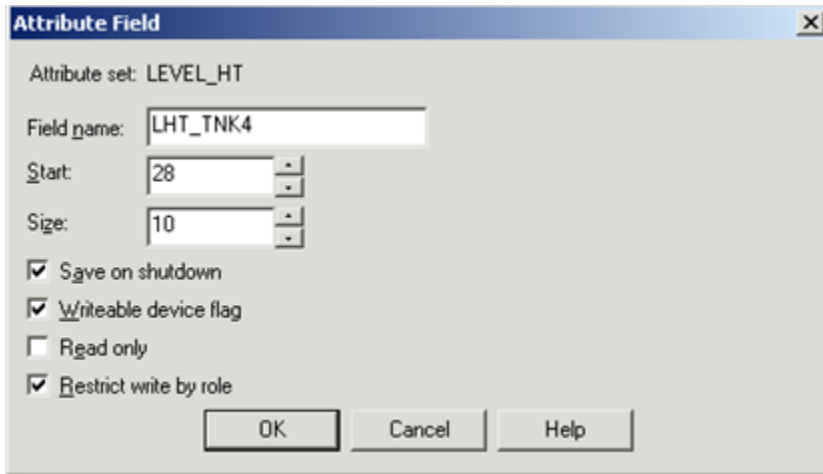 Attribute Field
Attribute set: LEVEL_HT
Field name: LHT_TNK4
Start: 28
Size: 10
Save on shutdown
Writeable device flag
Read only
Restrict write by role
OK Cancel Help